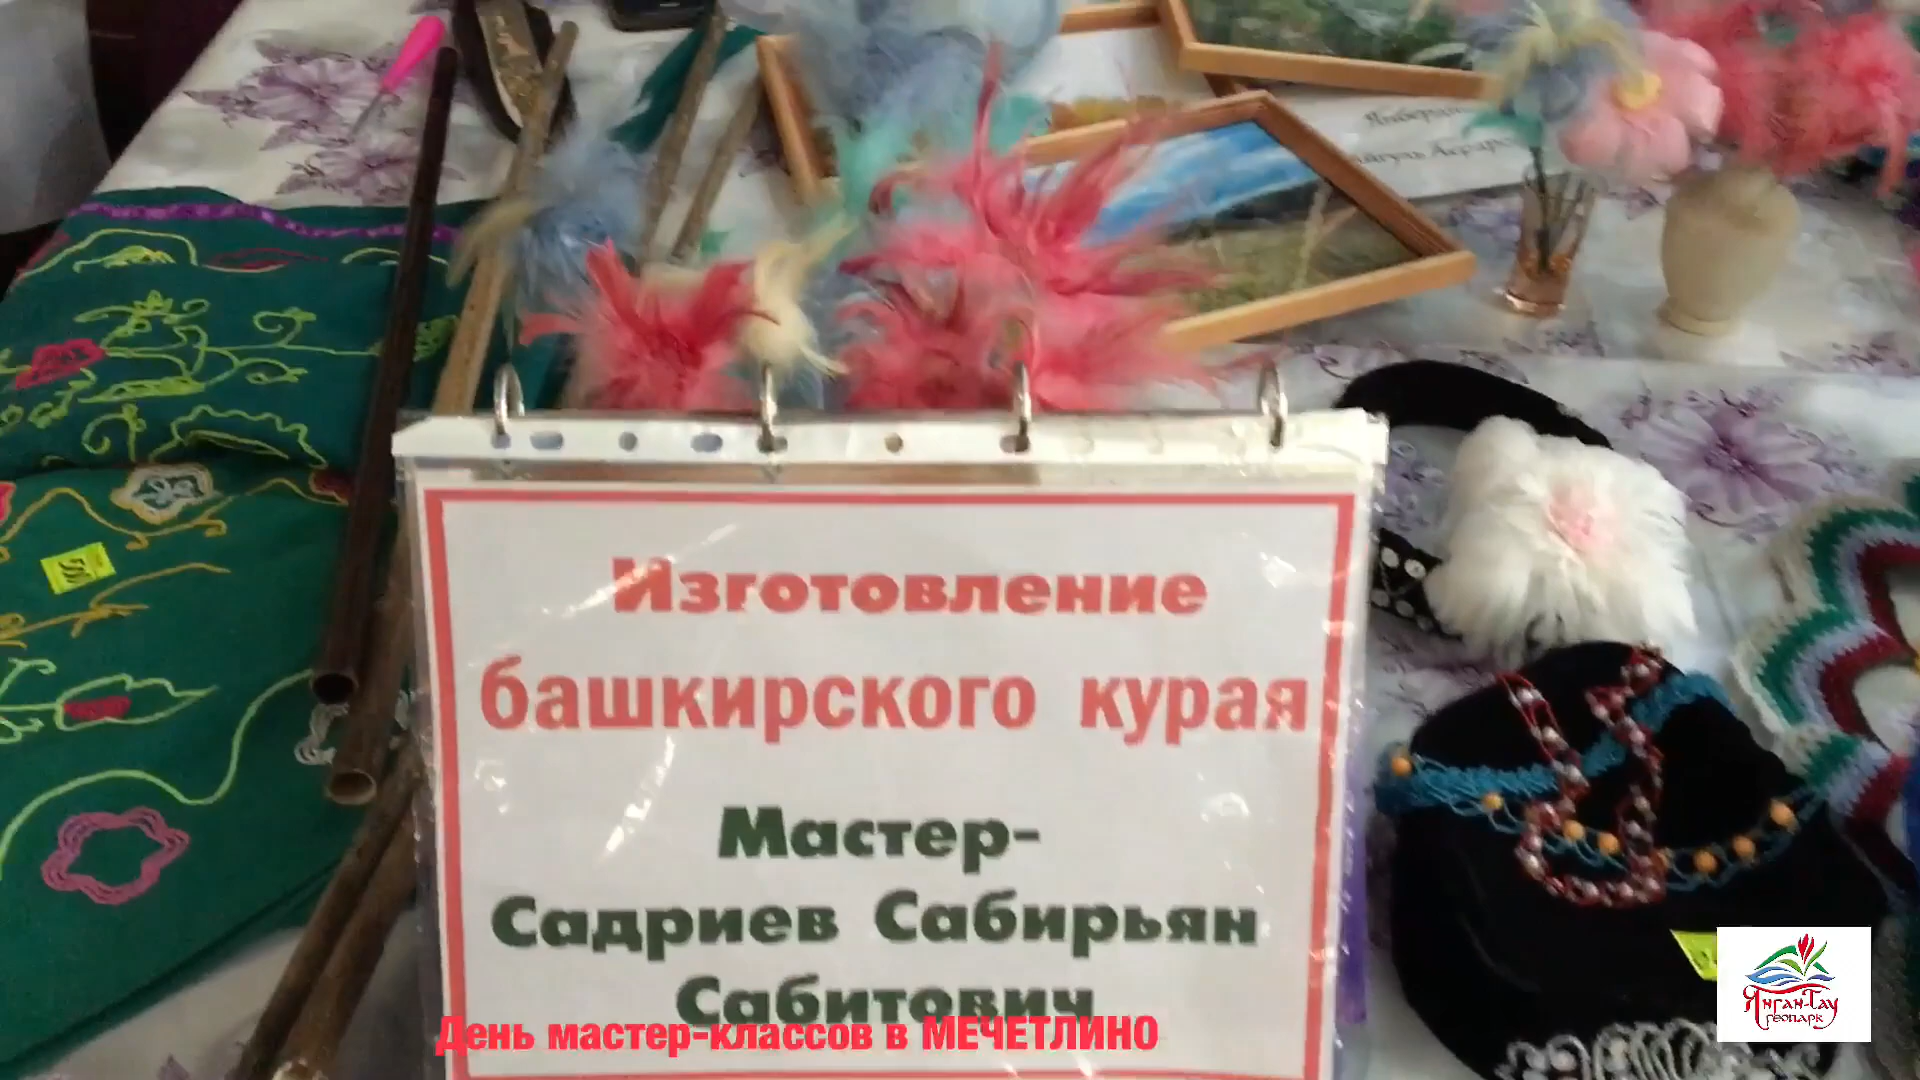 Изготовление
башкирского курая
Мастер-
Садриев Сабирьян
Сабитович
День мастер-классов в МЕЧЕТЛИНО
ЯНГАН-ТАУ
ГЕОПАРК